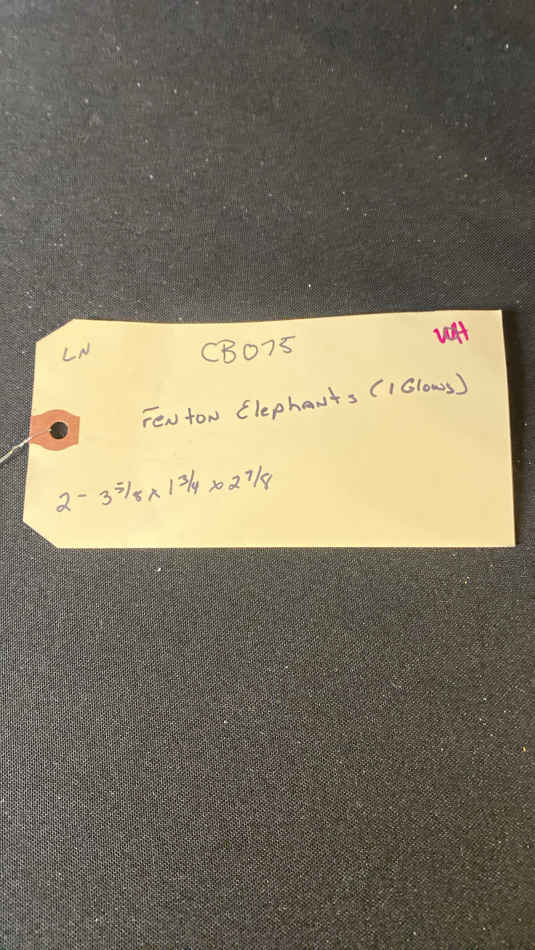 LN CB075 WH
Fenton Elephants (1 Glows)
2 - 3 5/8 x 1 3/4 x 2 7/8